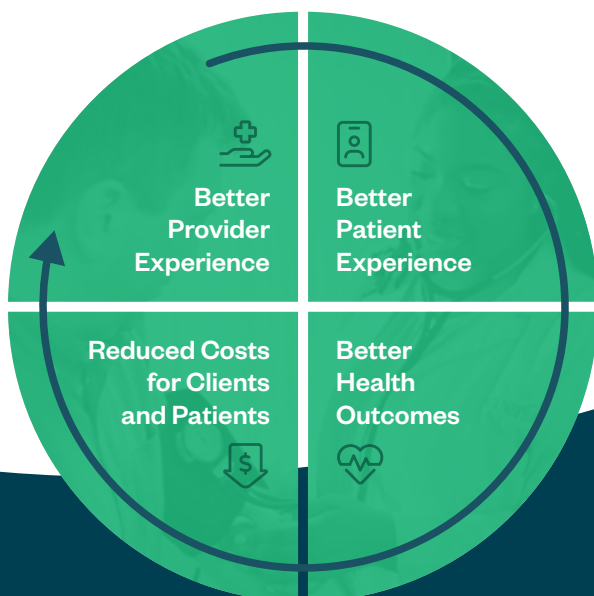 Better
Provider
Experience
Better
Patient
Experience
Reduced Costs
for Clients
and Patients
Better
Health
Outcomes
$